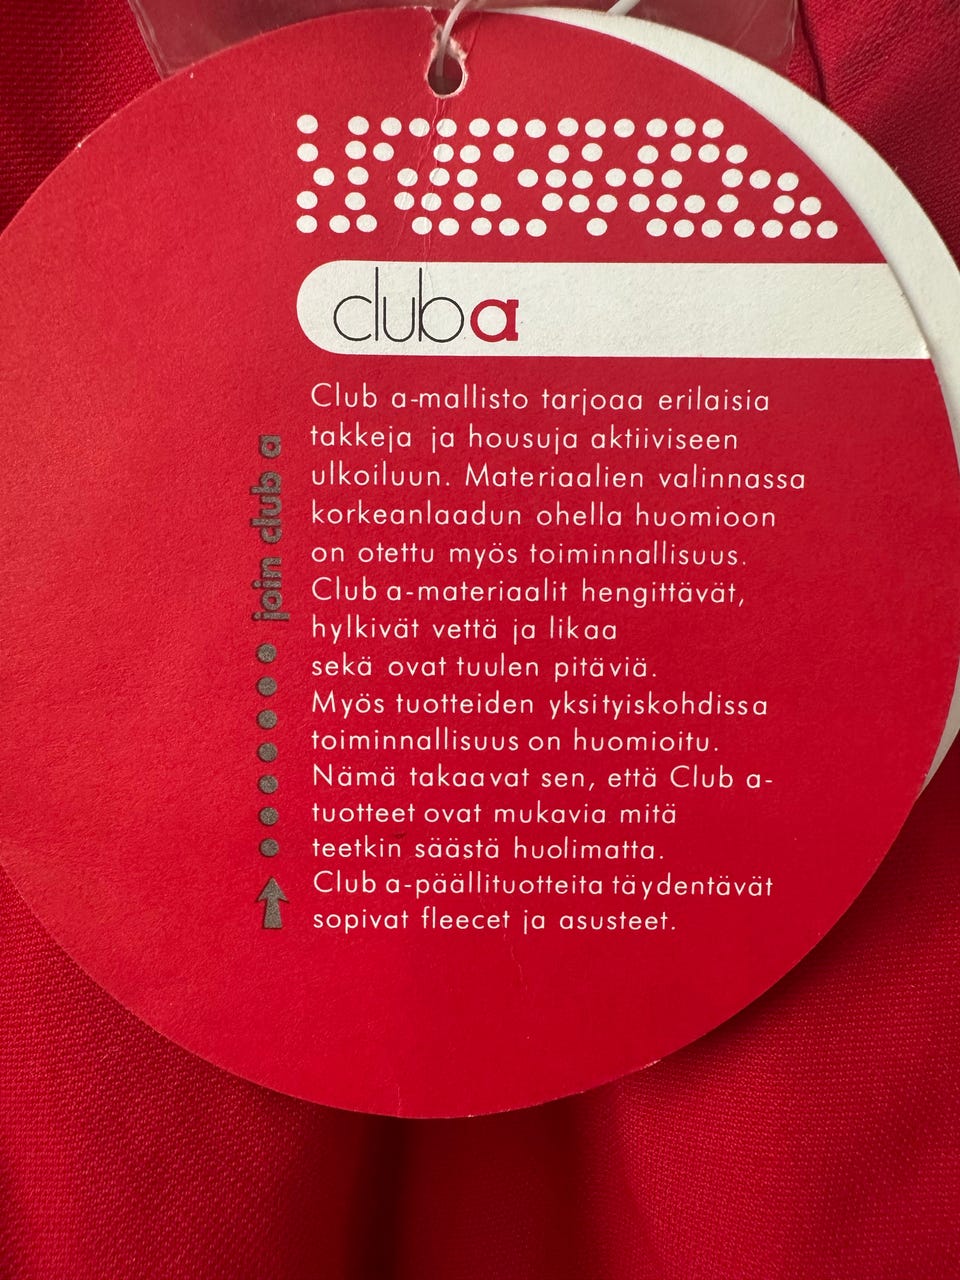 club a
Club a-mallisto tarjoaa erilaisia
takkeja ja housuja aktiiviseen
ulkoiluun. Materiaalien valinnassa
korkeanlaadun ohella huomioon
on otettu myös toiminnallisuus.
Club a-materiaalit hengittävät,
hylkivät vettä ja likaa
sekä ovat tuulen pitäviä.
Myös tuotteiden yksityiskohdissa
toiminnallisuus on huomioitu.
Nämä takaavat sen, että Club a-
tuotteet ovat mukavia mitä
teetkin säästä huolimatta.
Club a-päällituotteita täydentävät
sopivat fleecet ja asusteet.
join club a